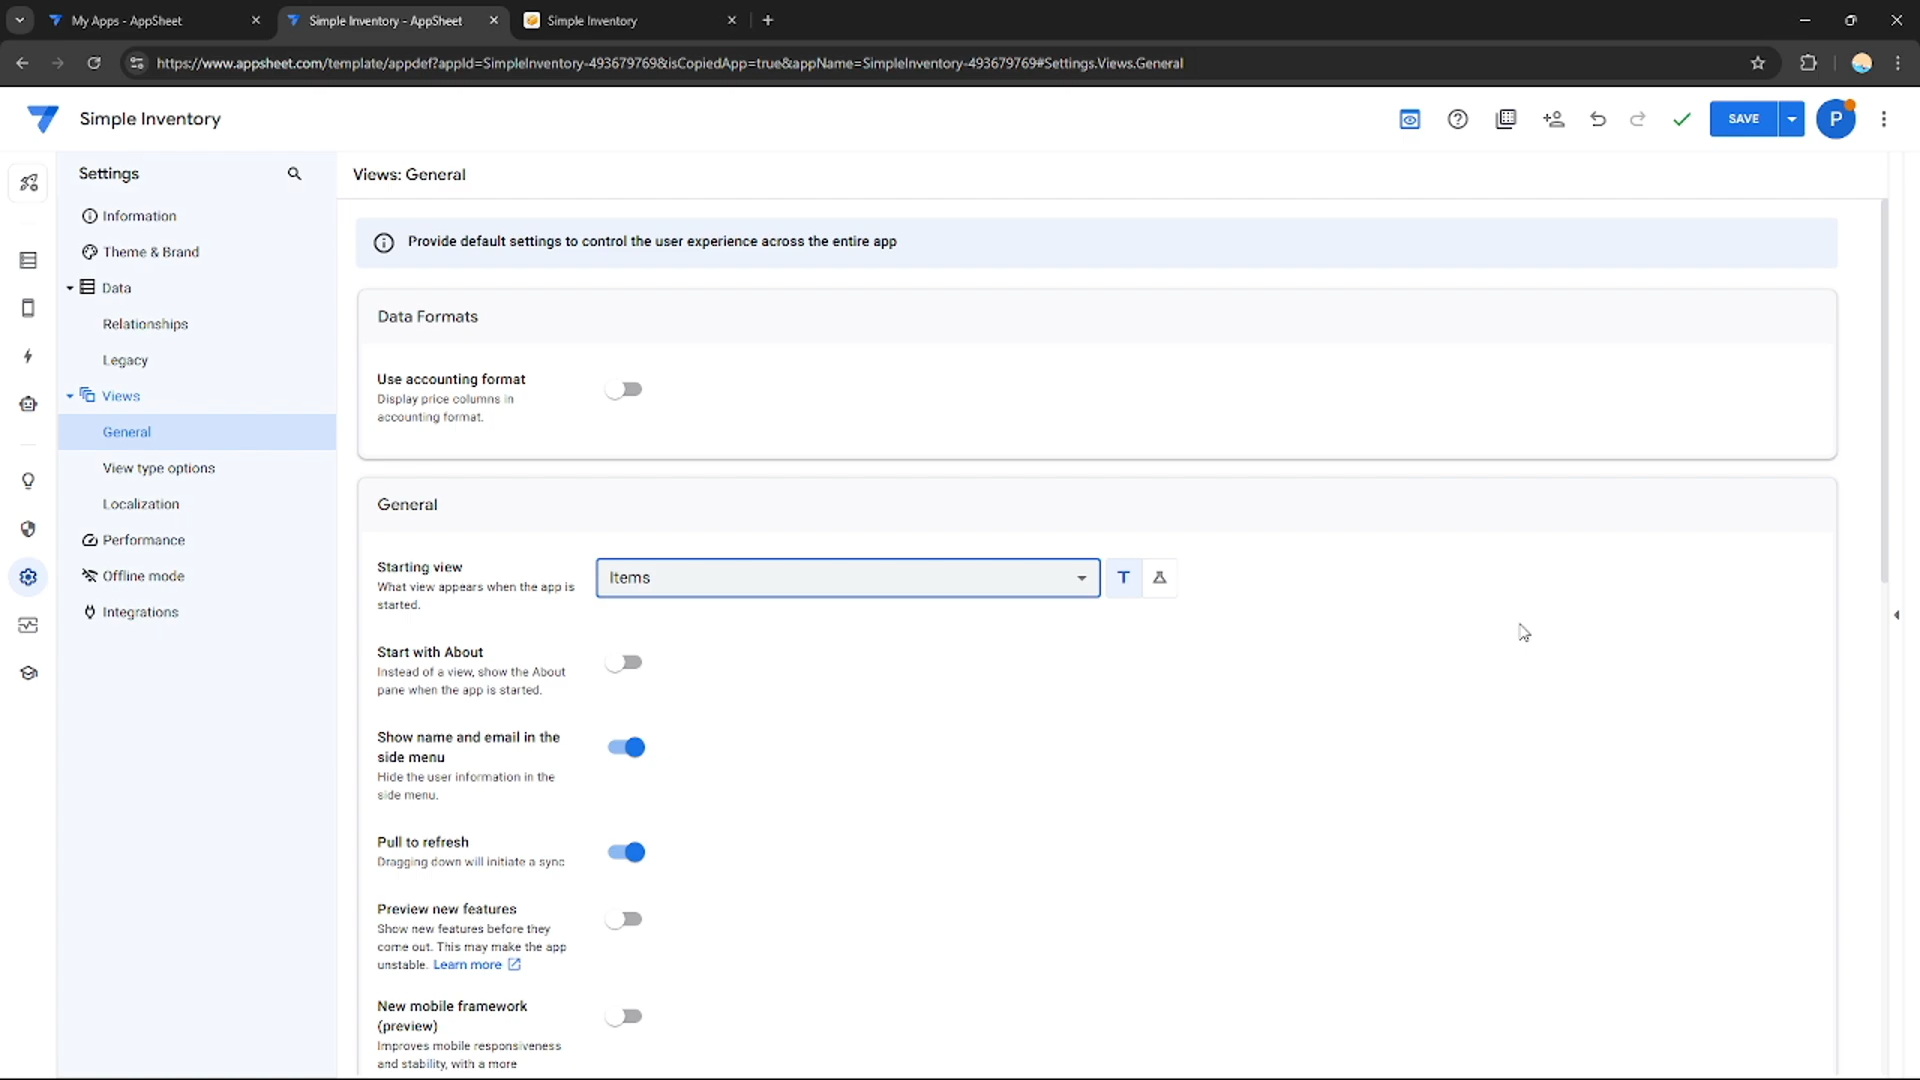 My Apps - AppSheet
Simple Inventory - AppSheet
Simple Inventory
https://www.appsheet.com/template/appdef?appId=SimpleInventory-493679769&isCopiedApp=true&appName=SimpleInventory-493679769#Settings.Views.General
Simple Inventory
SAVE
P
Settings
Information
Theme & Brand
Data
Relationships
Legacy
Views
General
View type options
Localization
Performance
Offline mode
Integrations
Views: General
Provide default settings to control the user experience across the entire app
Data Formats
Use accounting format
Display price columns in
accounting format.
General
Starting view
What view appears when the app is
started.
Items
Start with About
Instead of a view, show the About
pane when the app is started.
Show name and email in the
side menu
Hide the user information in the
side menu.
Pull to refresh
Dragging down will initiate a sync
Preview new features
Show new features before they
come out. This may make the app
unstable. Learn more
New mobile framework
(preview)
Improves mobile responsiveness
and stability, with a more